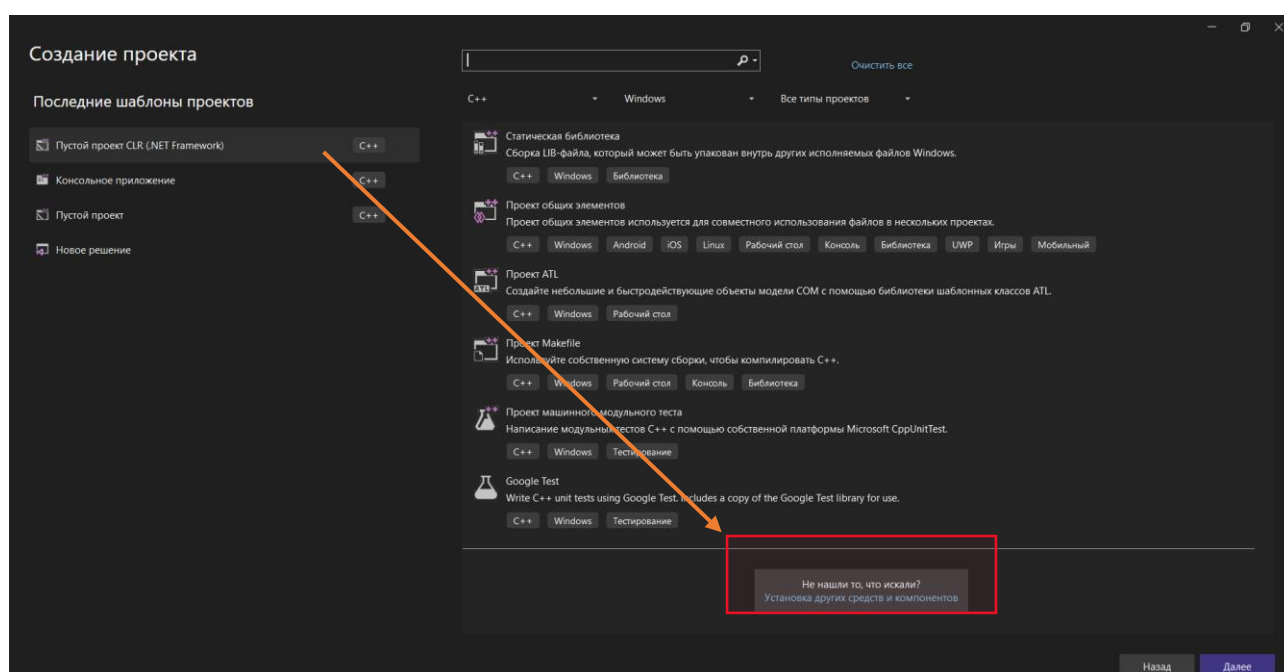 Создание проекта
Очистить все
Последние шаблоны проектов
C++ Windows Все типы проектов
Пустой проект CLR (.NET Framework) C++
Консольное приложение C++
Пустой проект C++
Новое решение
Статическая библиотека
Сборка LIB-файла, который может быть упакован внутрь других исполняемых файлов Windows.
C++ Windows Библиотека
Проект общих элементов
Проект общих элементов используется для совместного использования файлов в нескольких проектах.
C++ Windows Android iOS Linux Рабочий стол Консоль Библиотека UWP Игры Мобильный
Проект ATL
ATL
Создайте небольшие и быстродействующие объекты модели COM с помощью библиотеки шаблонных классов ATL.
C++ Windows Рабочий стол
Проект Makefile
Используйте собственную систему сборки, чтобы компилировать C++.
C++ Windows Рабочий стол Консоль Библиотека
Проект машинного модульного теста
Написание модульных тестов C++ с помощью собственной платформы Microsoft CppUnitTest.
C++ Windows Тестирование
Google Test
Write C++ unit tests using Google Test. Includes a copy of the Google Test library for use.
C++ Windows Тестирование
Не нашли то, что искали?
Установка других средств и компонентов
Назад Далее